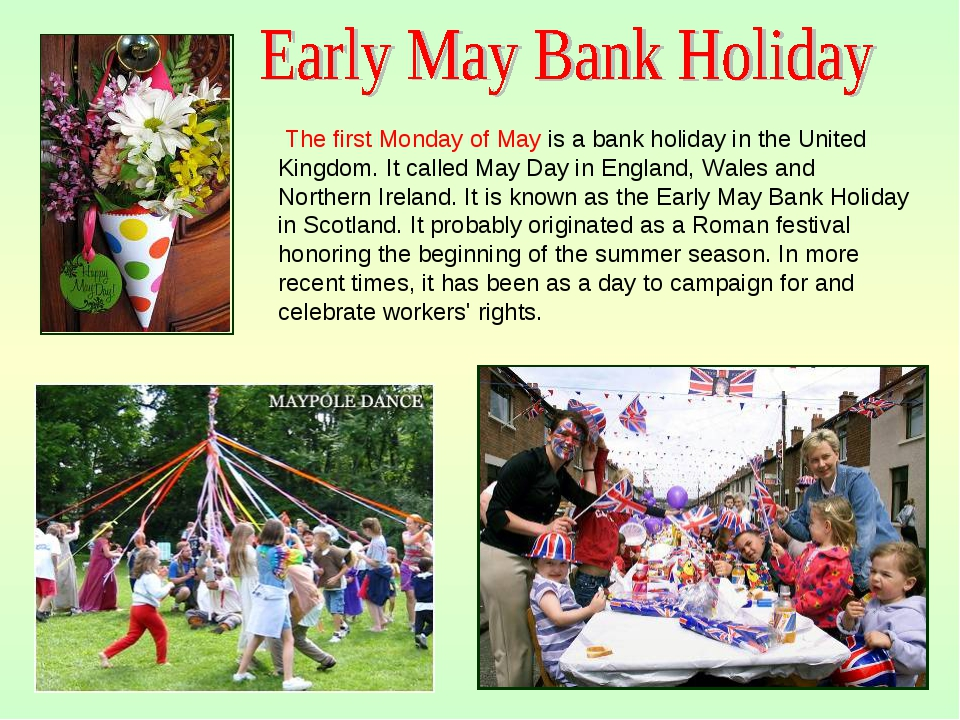 Early May Bank Holiday
The first Monday of May is a bank holiday in the United
Kingdom. It called May Day in England, Wales and
Northern Ireland. It is known as the Early May Bank Holiday
in Scotland. It probably originated as a Roman festival
honoring the beginning of the summer season. In more
recent times, it has been as a day to campaign for and
celebrate workers' rights.
Happy
May Day!
MAYPOLE DANCE